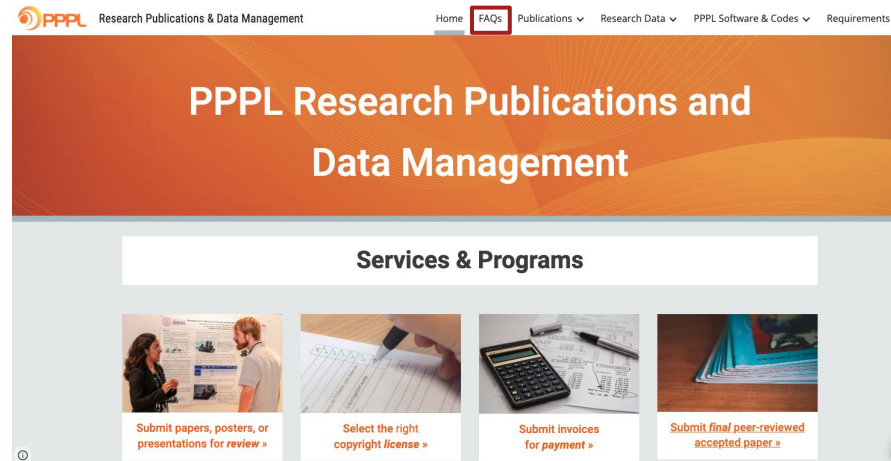 PPPL Research Publications & Data Management
Home FAQs Publications Research Data PPPL Software & Codes Requirements
PPPL Research Publications and
Data Management
Services & Programs
Submit papers, posters, or
presentations for review »
Select the right
copyright license »
Submit invoices
for payment »
Submit final peer-reviewed
accepted paper »